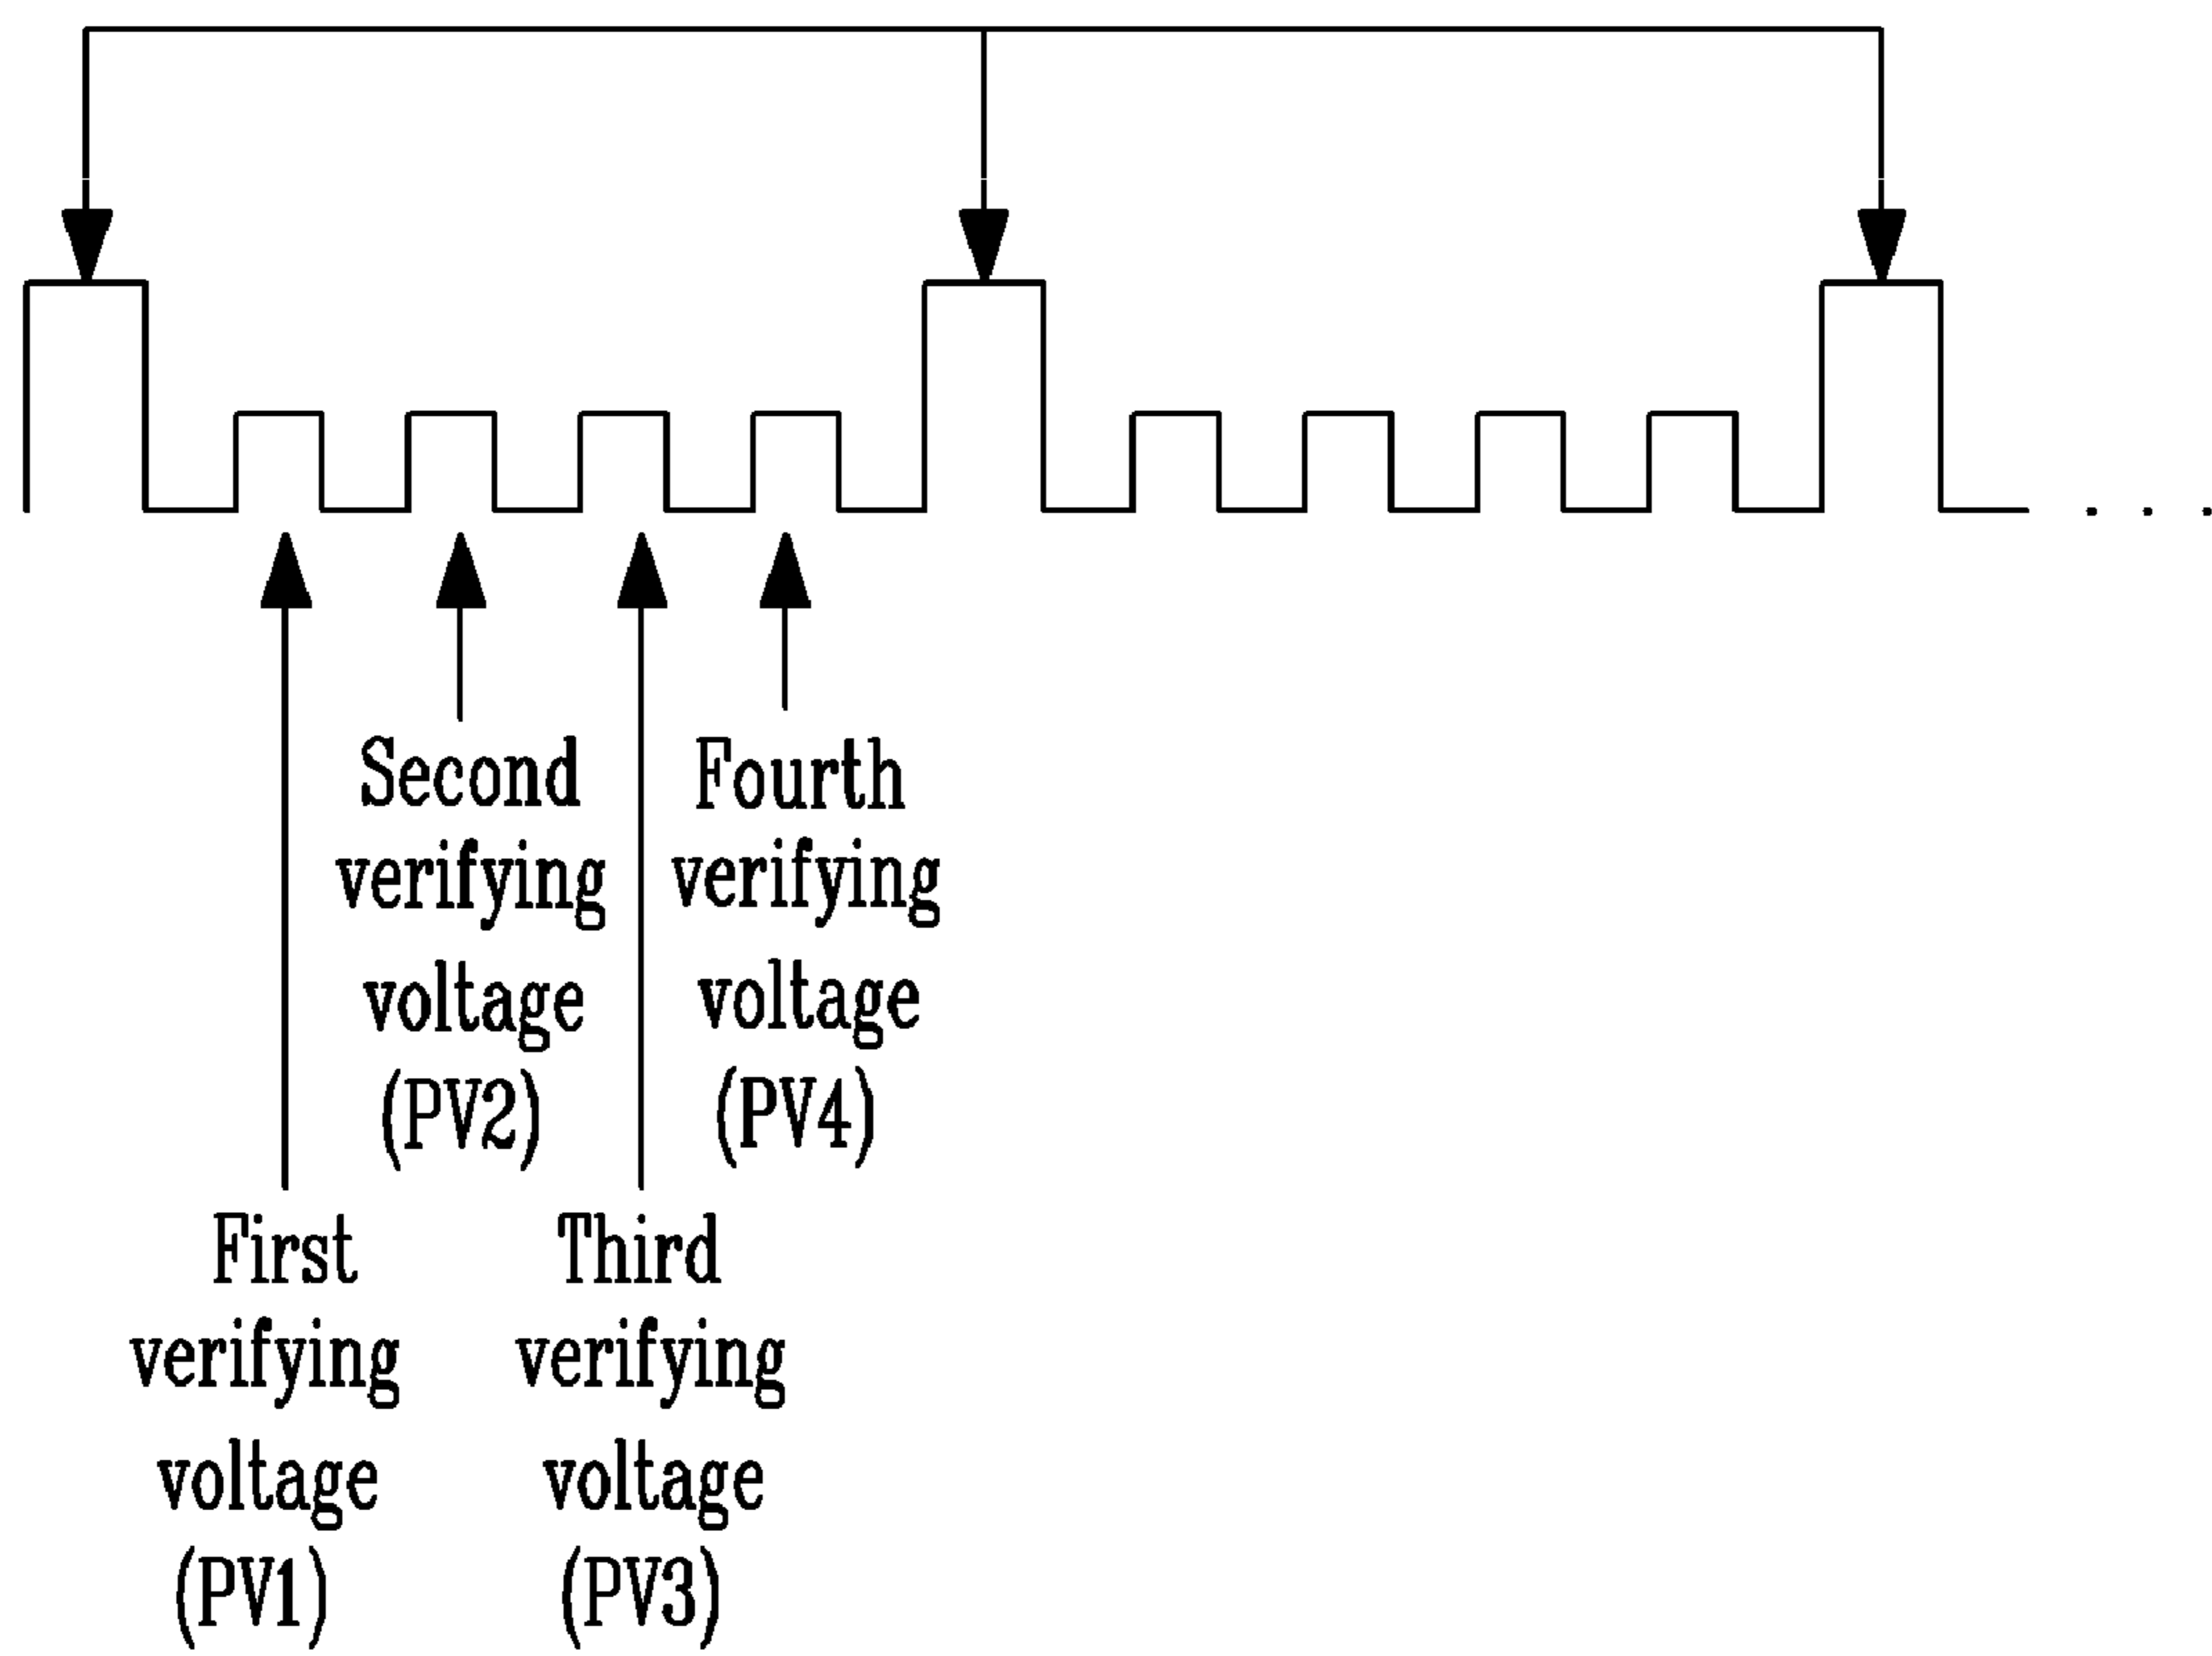 Second
verifying
voltage
(PV2)
Fourth
verifying
voltage
(PV4)
First
verifying
voltage
(PV1)
Third
verifying
voltage
(PV3)